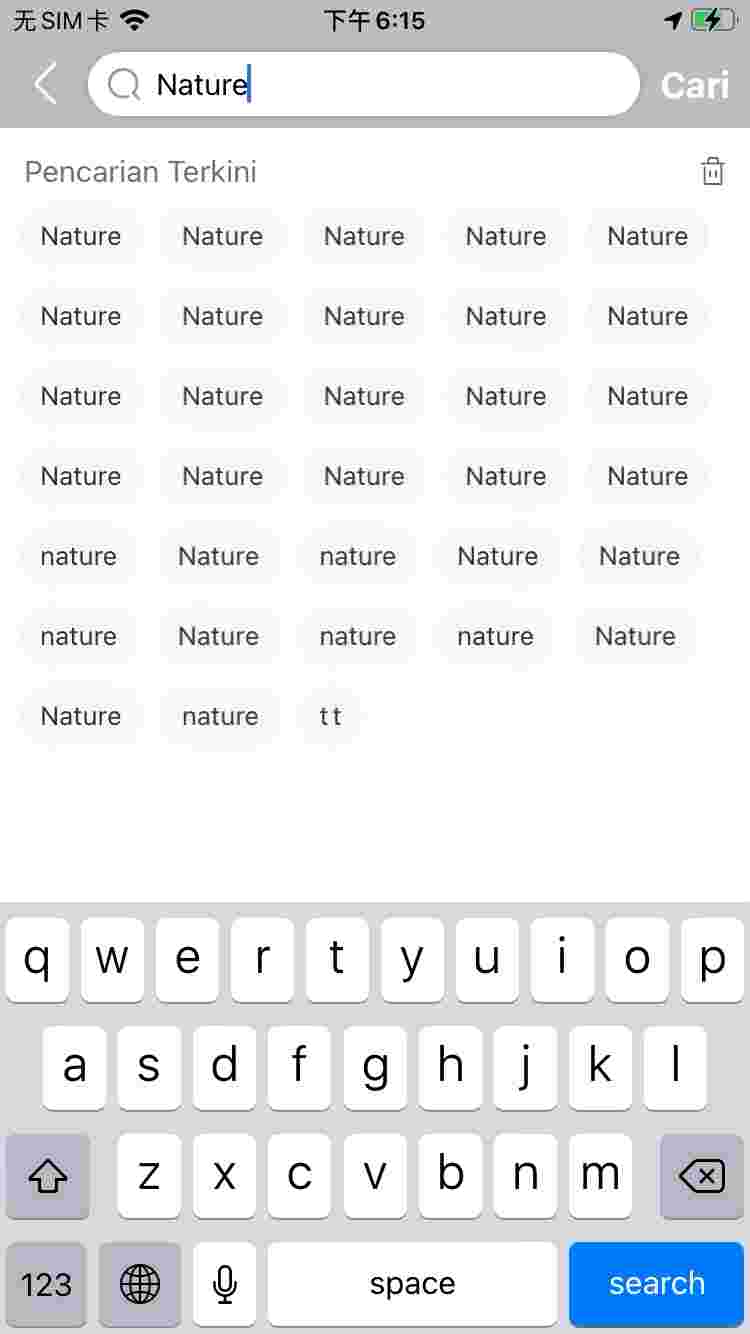 无SIM卡 下午6:15
Nature Cari
Pencarian Terkini
Nature Nature Nature Nature Nature
Nature Nature Nature Nature Nature
Nature Nature Nature Nature Nature
Nature Nature Nature Nature Nature
nature Nature nature Nature Nature
nature Nature nature nature Nature
Nature nature t t
q w e r t y u i o p
a s d f g h j k l
z x c v b n m
123 space search